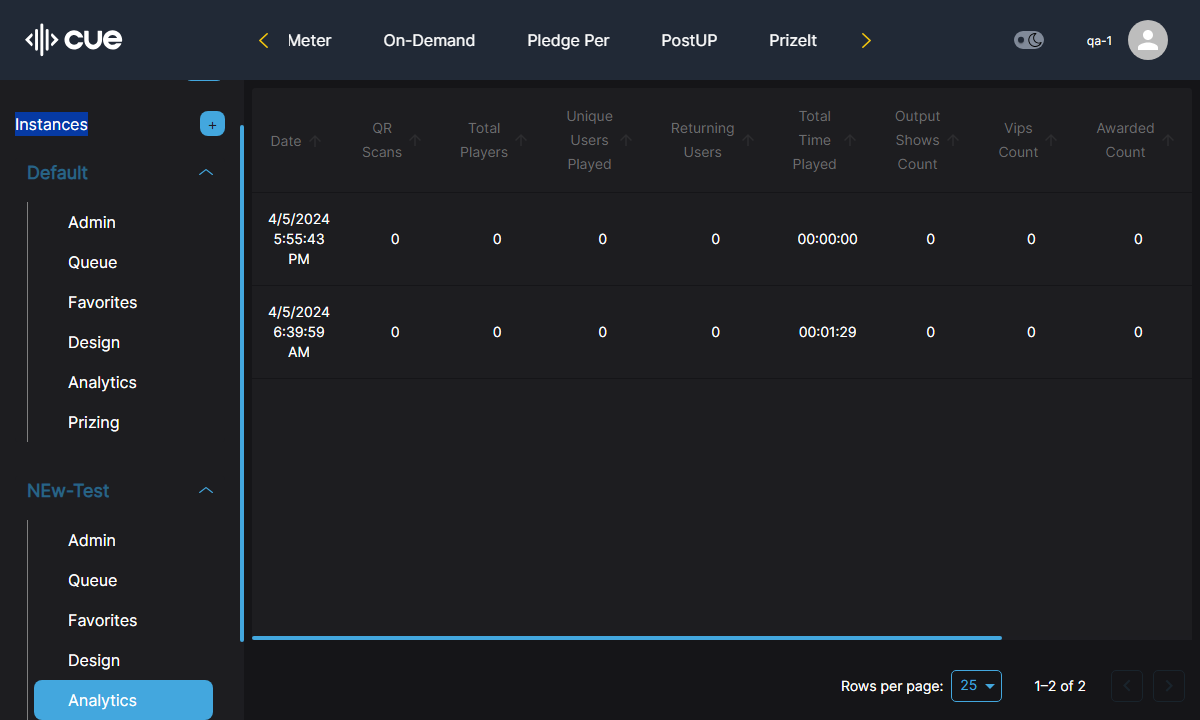 cue
Meter On-Demand Pledge Per PostUP PrizeIt
qa-1
Instances
+
Default
Admin
Queue
Favorites
Design
Analytics
Prizing
NEw-Test
Admin
Queue
Favorites
Design
Analytics
Date
QR
Scans
Total
Players
Unique
Users
Played
Returning
Users
Total
Time
Played
Output
Shows
Count
Vips
Count
Awarded
Count
4/5/2024
5:55:43
PM
0 0 0 0 00:00:00 0 0 0
4/5/2024
6:39:59
AM
0 0 0 0 00:01:29 0 0 0
Rows per page: 25 1–2 of 2